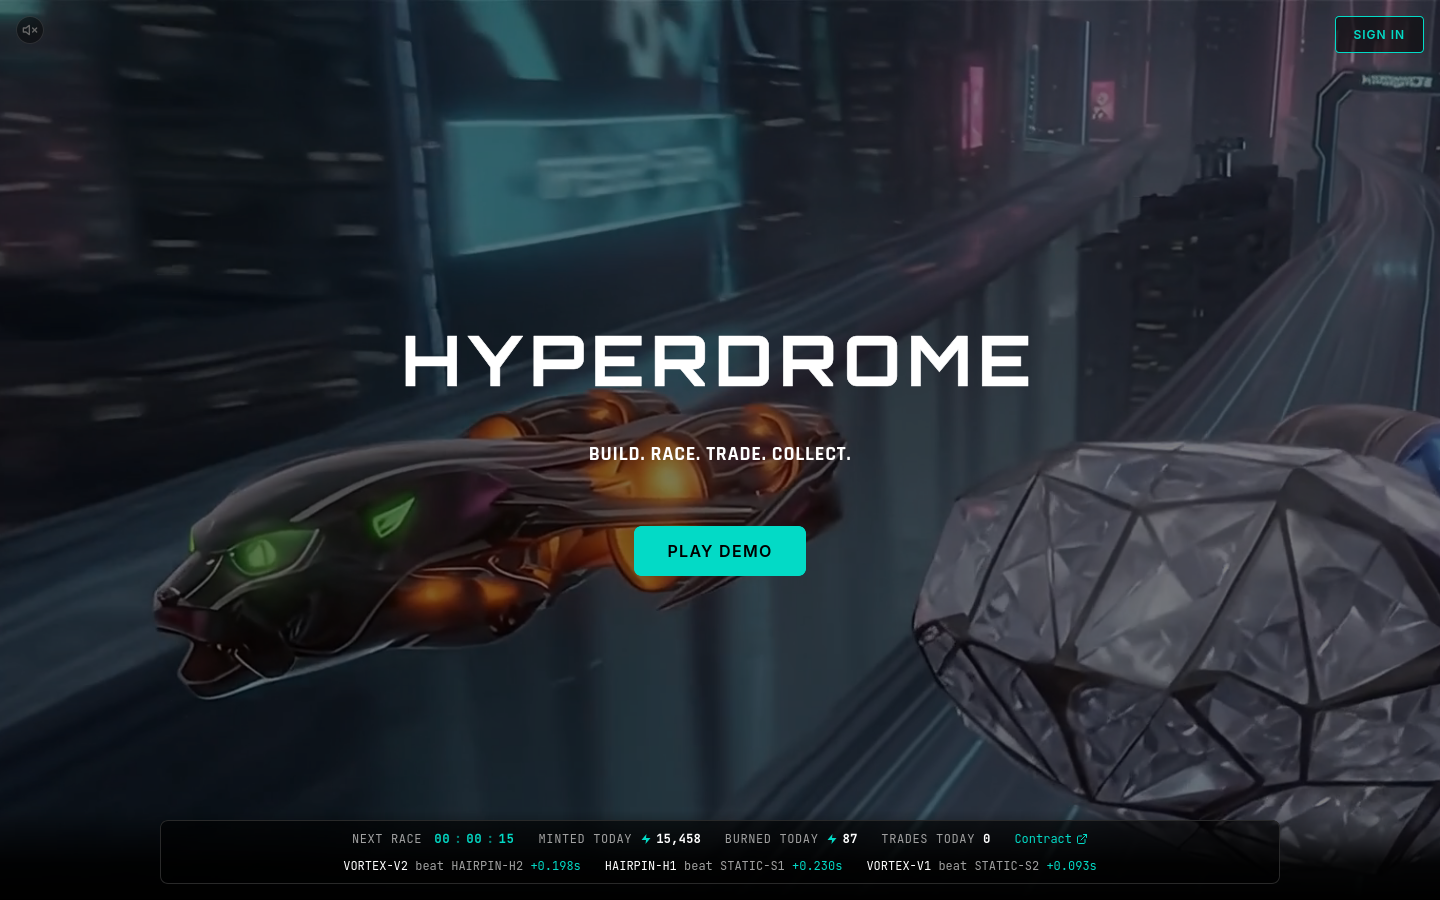 SIGN IN
HYPERDROME
BUILD. RACE. TRADE. COLLECT.
PLAY DEMO
NEXT RACE 00 : 00 : 15 MINTED TODAY 15,458 BURNED TODAY 87 TRADES TODAY 0 Contract
VORTEX-V2 beat HAIRPIN-H2 +0.198s HAIRPIN-H1 beat STATIC-S1 +0.230s VORTEX-V1 beat STATIC-S2 +0.093s